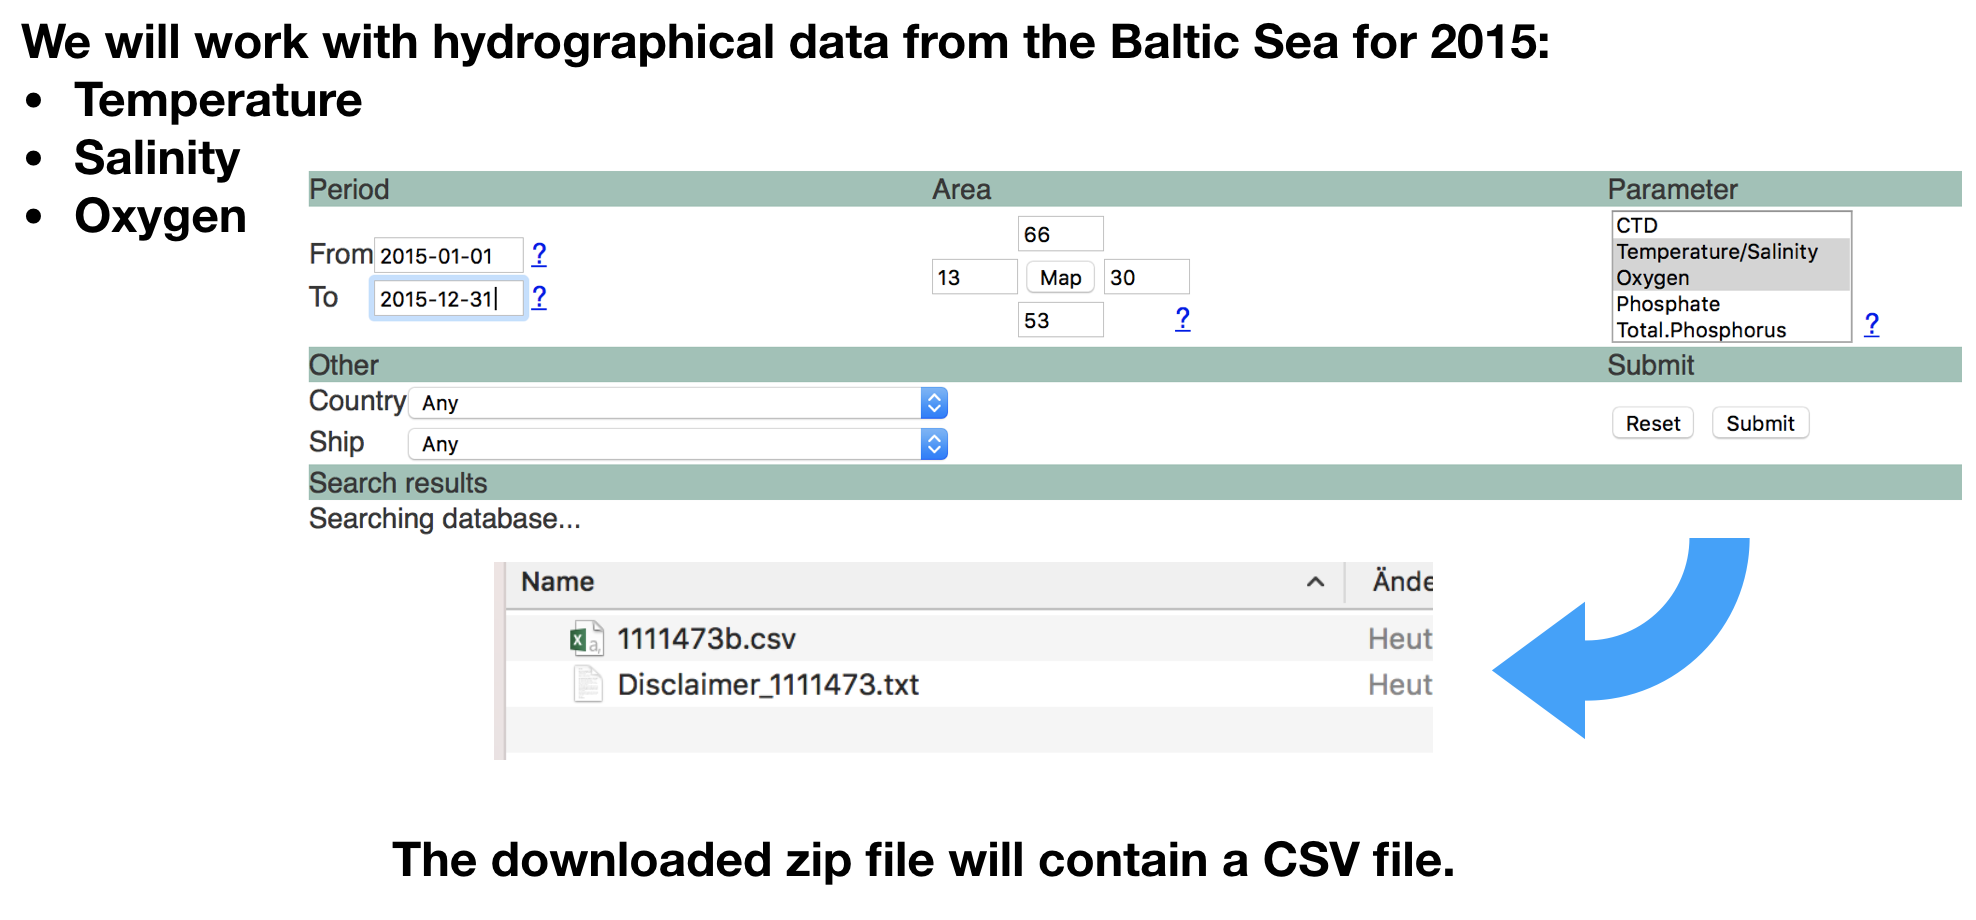 We will work with hydrographical data from the Baltic Sea for 2015:
• Temperature
• Salinity
• Oxygen
Period Area Parameter
From 2015-01-01 ?
To 2015-12-31 ?
66
13 Map 30
53 ?
CTD
Temperature/Salinity
Oxygen
Phosphate
Total.Phosphorus ?
Other Submit
Country Any
Ship Any
Reset Submit
Search results
Searching database...
Name Ände
1111473b.csv Heut
Disclaimer_1111473.txt Heut
The downloaded zip file will contain a CSV file.